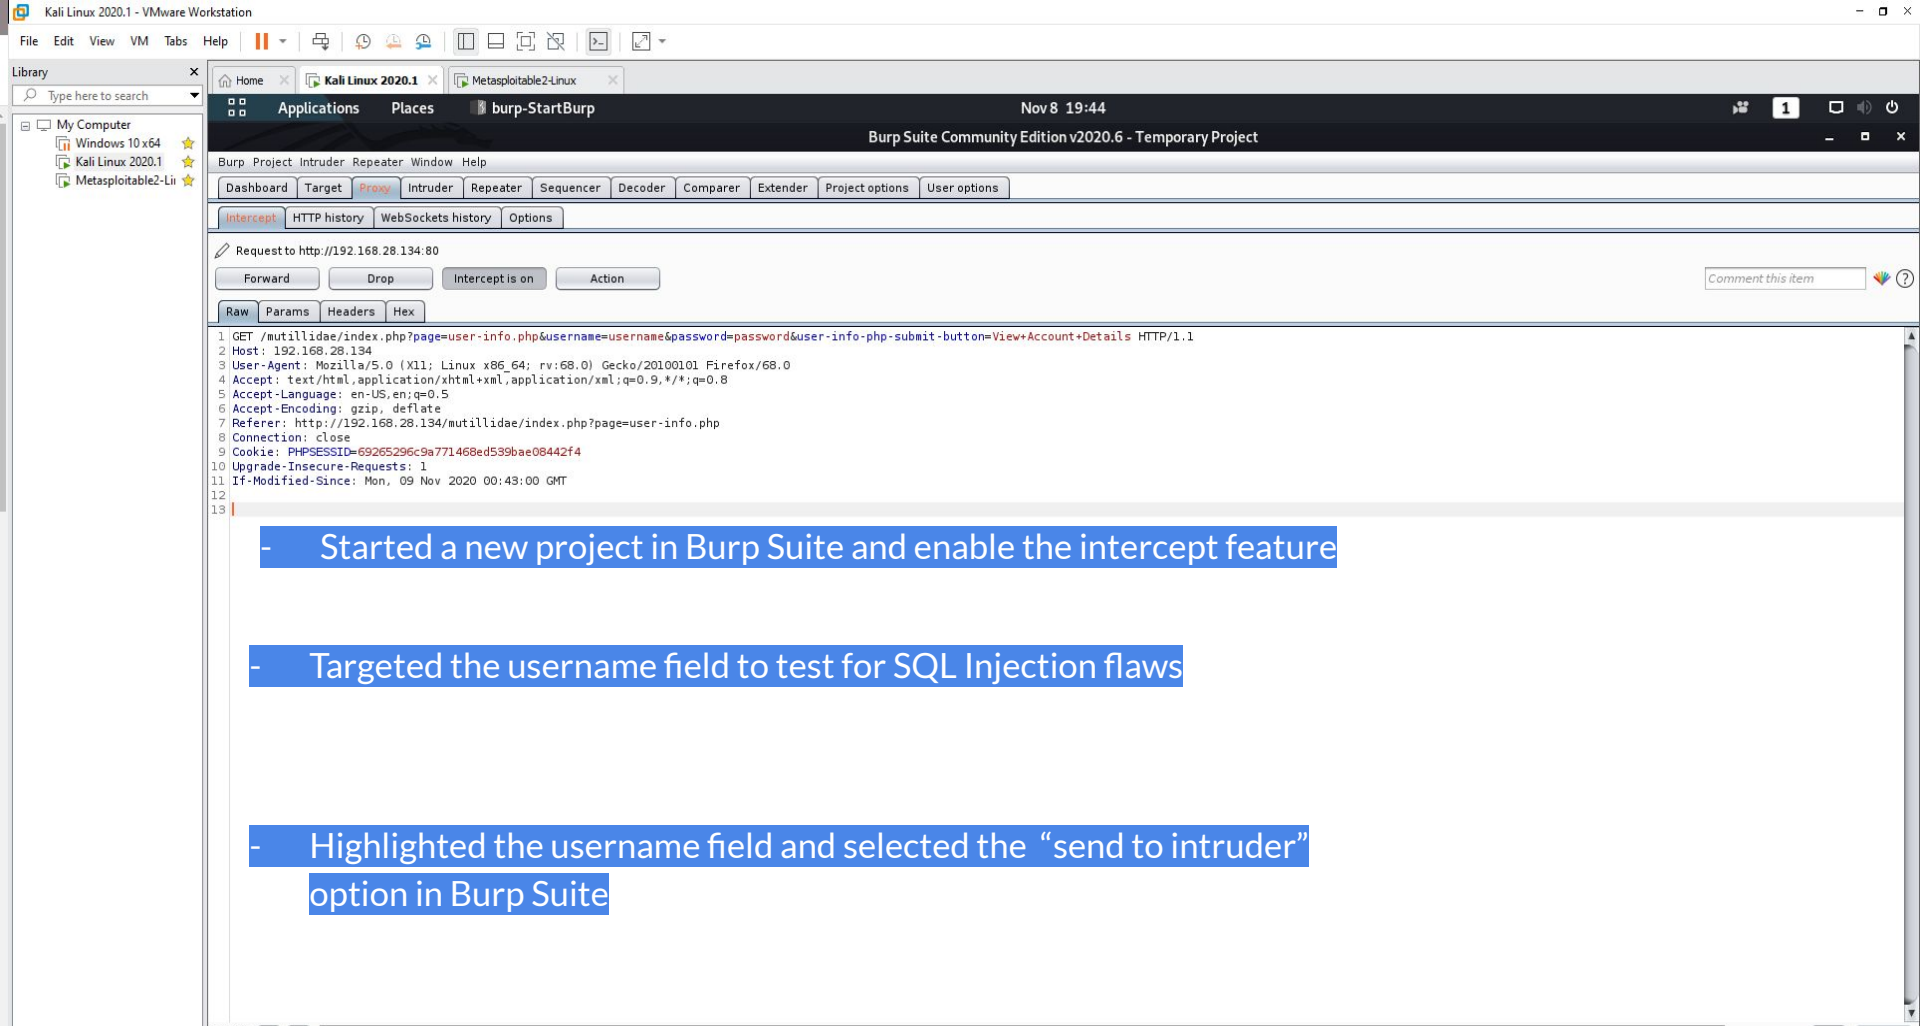 Kali Linux 2020.1 - VMware Workstation
File Edit View VM Tabs Help
Library
Type here to search
My Computer
Windows 10 x64
Kali Linux 2020.1
Metasploitable2-Lin
Home Kali Linux 2020.1 Metasploitable2-Linux
Applications Places burp-StartBurp Nov 8 19:44 1
Burp Suite Community Edition v2020.6 - Temporary Project
Burp Project Intruder Repeater Window Help
Dashboard Target Proxy Intruder Repeater Sequencer Decoder Comparer Extender Project options User options
Intercept HTTP history WebSockets history Options
Request to http://192.168.28.134:80
Forward Drop Intercept is on Action Comment this item ?
Raw Params Headers Hex
1 GET /mutillidae/index.php?page=user-info.php&username=username&password=password&user-info-php-submit-button=View+Account+Details HTTP/1.1
2 Host: 192.168.28.134
3 User-Agent: Mozilla/5.0 (X11; Linux x86_64; rv:68.0) Gecko/20100101 Firefox/68.0
4 Accept: text/html,application/xhtml+xml,application/xml;q=0.9,*/*;q=0.8
5 Accept-Language: en-US,en;q=0.5
6 Accept-Encoding: gzip, deflate
7 Referer: http://192.168.28.134/mutillidae/index.php?page=user-info.php
8 Connection: close
9 Cookie: PHPSESSID=69265296c9a771468ed539bae08442f4
10 Upgrade-Insecure-Requests: 1
11 If-Modified-Since: Mon, 09 Nov 2020 00:43:00 GMT
12
13
- Started a new project in Burp Suite and enable the intercept feature
- Targeted the username field to test for SQL Injection flaws
- Highlighted the username field and selected the “send to intruder”
option in Burp Suite